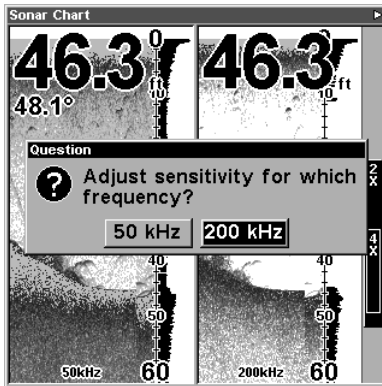 Sonar Chart
46.3 ft
46.3 ft
48.1°
0
10
10
Question
? Adjust sensitivity for which
frequency?
50 kHz
200 kHz
2
X
4
X
40
40
50
50
50kHz
60
200kHz
60